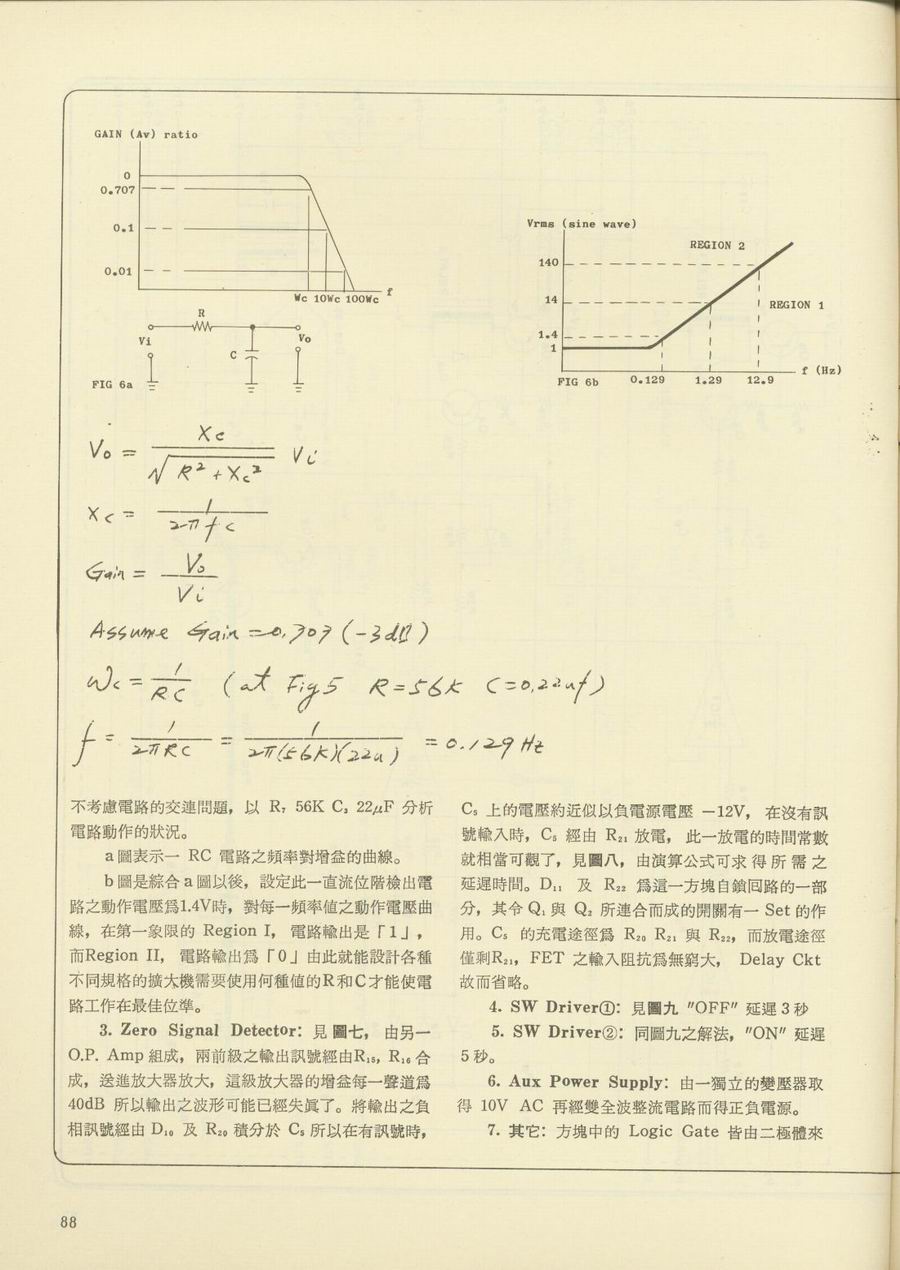 GAIN (Av) ratio
0
0.707
0.1
0.01
Wc 10Wc 100Wc f
R
Vi
Vo
C
FIG 6a
Vrms (sine wave)
REGION 2
140
14
REGION 1
1.4
1
f (Hz)
FIG 6b 0.129 1.29 12.9
Vo = Xc / √R² + Xc² Vi
Xc = 1 / 2πfC
Gain = Vo / Vi
Assume Gain = 0.707 (-3dB)
Wc = 1 / RC (at Fig 5 R=56K C=0.22uf)
f = 1 / 2πRC = 1 / 2π(56K)(22u) = 0.129 Hz
不考慮電路的交連問題，以 R₇ 56K C₃ 22μF 分析
電路動作的狀況。
a圖表示一 RC 電路之頻率對增益的曲線。
b圖是綜合a圖以後，設定此一直流位階檢出電
路之動作電壓爲1.4V時，對每一頻率値之動作電壓曲
線，在第一象限的 Region I， 電路輸出是「1」，
而Region II， 電路輸出爲「0」由此就能設計各種
不同規格的擴大機需要使用何種値的R和C才能使電
路工作在最佳位準。
3. Zero Signal Detector: 見圖七， 由另一
O.P. Amp 組成，兩前級之輸出訊號經由R₁₅，R₁₆ 合
成，送進放大器放大，這級放大器的增益每一聲道爲
40dB 所以輸出之波形可能已經失眞了。將輸出之負
相訊號經由 D₁₀ 及 R₂₀ 積分於 C₅ 所以在有訊號時，
C₅ 上的電壓約近似以負電源電壓 －12V， 在沒有訊
號輸入時，C₅ 經由 R₂₁ 放電， 此一放電的時間常數
就相當可觀了，見圖八，由演算公式可求得所需之
延遲時間。D₁₁ 及 R₂₂ 爲這一方塊自鎖回路的一部
分，其令 Q₁ 與 Q₂ 所連合而成的開關有一 Set 的作
用。C₅ 的充電途徑爲 R₂₀ R₂₁ 與 R₂₂，而放電途徑
僅剩R₂₁，FET 之輸入阻抗爲無窮大， Delay Ckt
故而省略。
4. SW Driver①: 見圖九 "OFF" 延遲3秒
5. SW Driver②: 同圖九之解法，"ON" 延遲
5秒。
6. Aux Power Supply: 由一獨立的變壓器取
得 10V AC 再經雙全波整流電路而得正負電源。
7. 其它: 方塊中的 Logic Gate 皆由二極體來
88